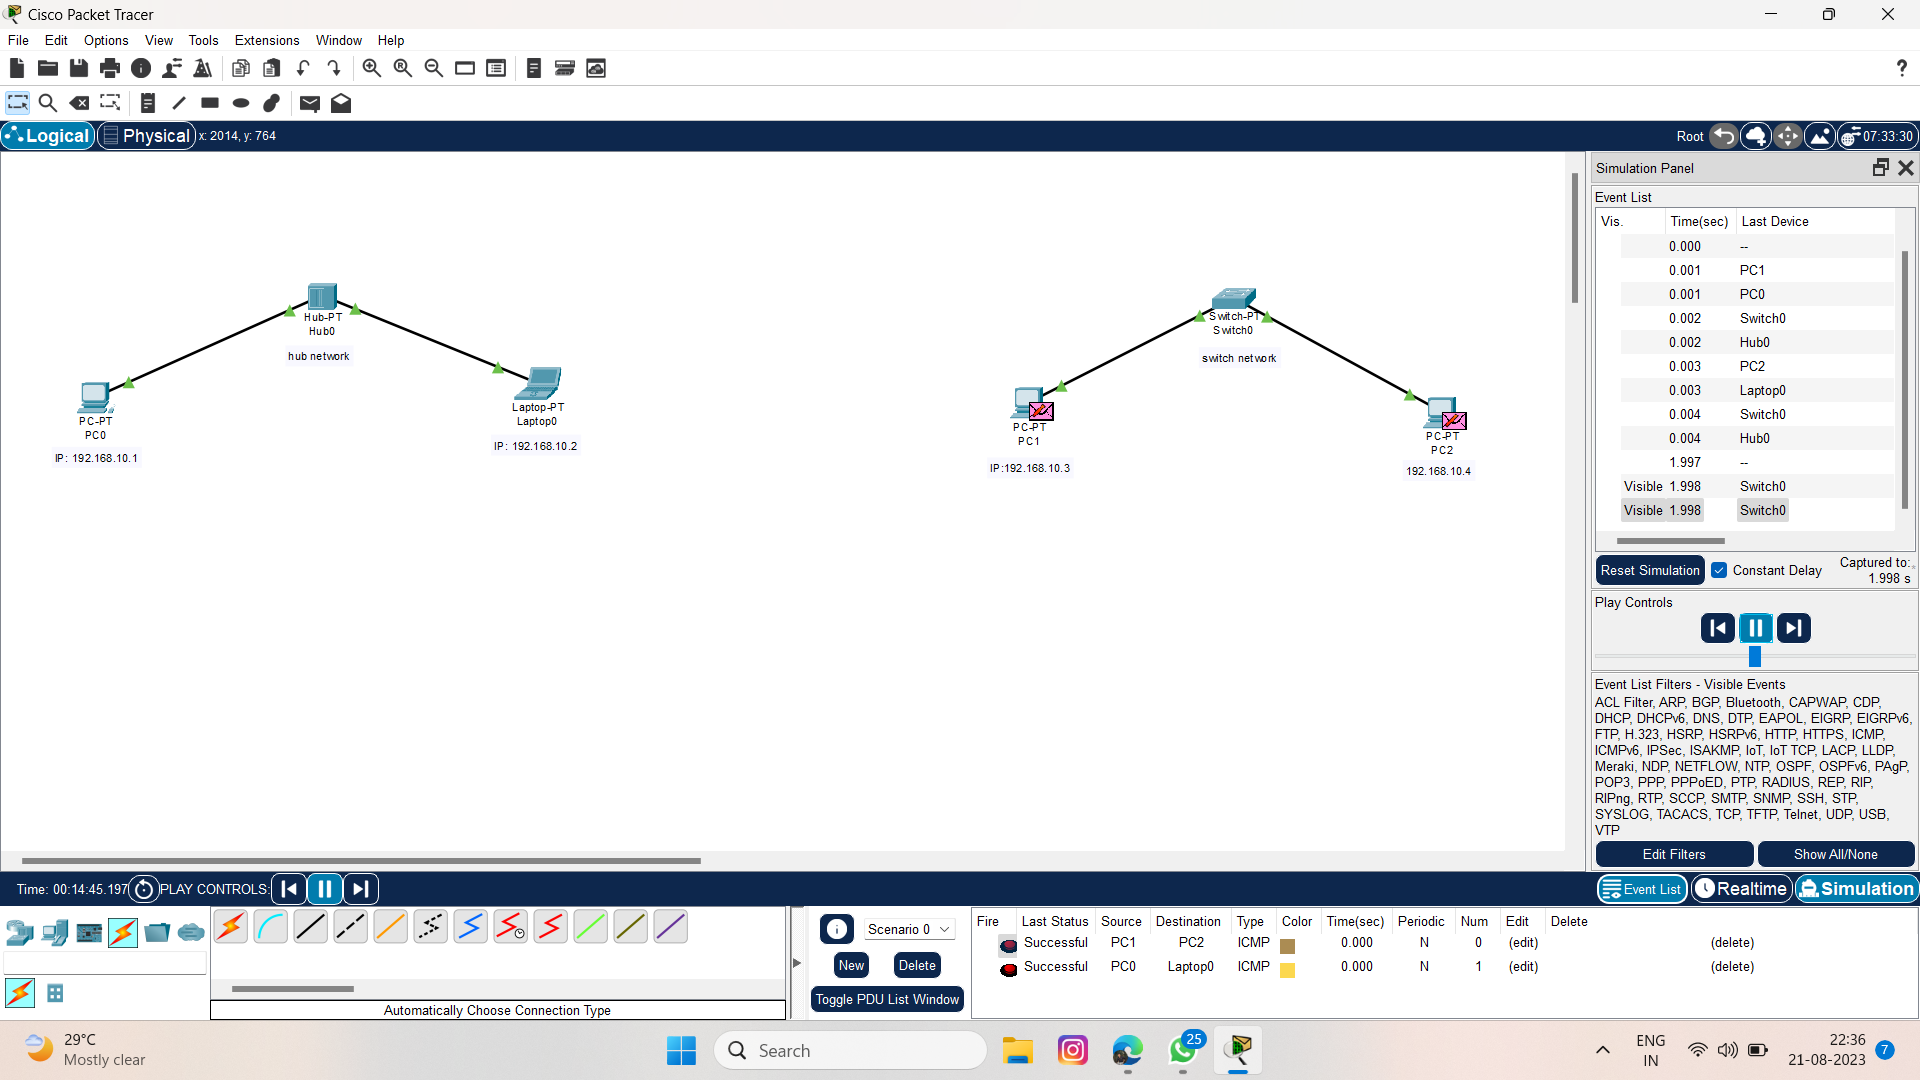 Cisco Packet Tracer
File Edit Options View Tools Extensions Window Help
?
Logical Physical x: 2014, y: 764
Root 07:33:30
Hub-PT
Hub0
hub network
PC-PT
PC0
IP: 192.168.10.1
Laptop-PT
Laptop0
IP: 192.168.10.2
Switch-PT
Switch0
switch network
PC-PT
PC1
IP:192.168.10.3
PC-PT
PC2
192.168.10.4
Simulation Panel
Event List
Vis. Time(sec) Last Device
0.000 --
0.001 PC1
0.001 PC0
0.002 Switch0
0.002 Hub0
0.003 PC2
0.003 Laptop0
0.004 Switch0
0.004 Hub0
1.997 --
Visible 1.998 Switch0
Visible 1.998 Switch0
Reset Simulation Constant Delay Captured to:
1.998 s
Play Controls
Event List Filters - Visible Events
ACL Filter, ARP, BGP, Bluetooth, CAPWAP, CDP,
DHCP, DHCPv6, DNS, DTP, EAPOL, EIGRP, EIGRPv6,
FTP, H.323, HSRP, HSRPv6, HTTP, HTTPS, ICMP,
ICMPv6, IPSec, ISAKMP, IoT, IoT TCP, LACP, LLDP,
Meraki, NDP, NETFLOW, NTP, OSPF, OSPFv6, PAgP,
POP3, PPP, PPPoED, PTP, RADIUS, REP, RIP,
RIPng, RTP, SCCP, SMTP, SNMP, SSH, STP,
SYSLOG, TACACS, TCP, TFTP, Telnet, UDP, USB,
VTP
Edit Filters Show All/None
Time: 00:14:45.197 PLAY CONTROLS:
Event List Realtime Simulation
Automatically Choose Connection Type
Scenario 0
New Delete
Toggle PDU List Window
Fire Last Status Source Destination Type Color Time(sec) Periodic Num Edit Delete
Successful PC1 PC2 ICMP 0.000 N 0 (edit) (delete)
Successful PC0 Laptop0 ICMP 0.000 N 1 (edit) (delete)
29°C
Mostly clear
Search
25
ENG
IN
22:36
21-08-2023
7